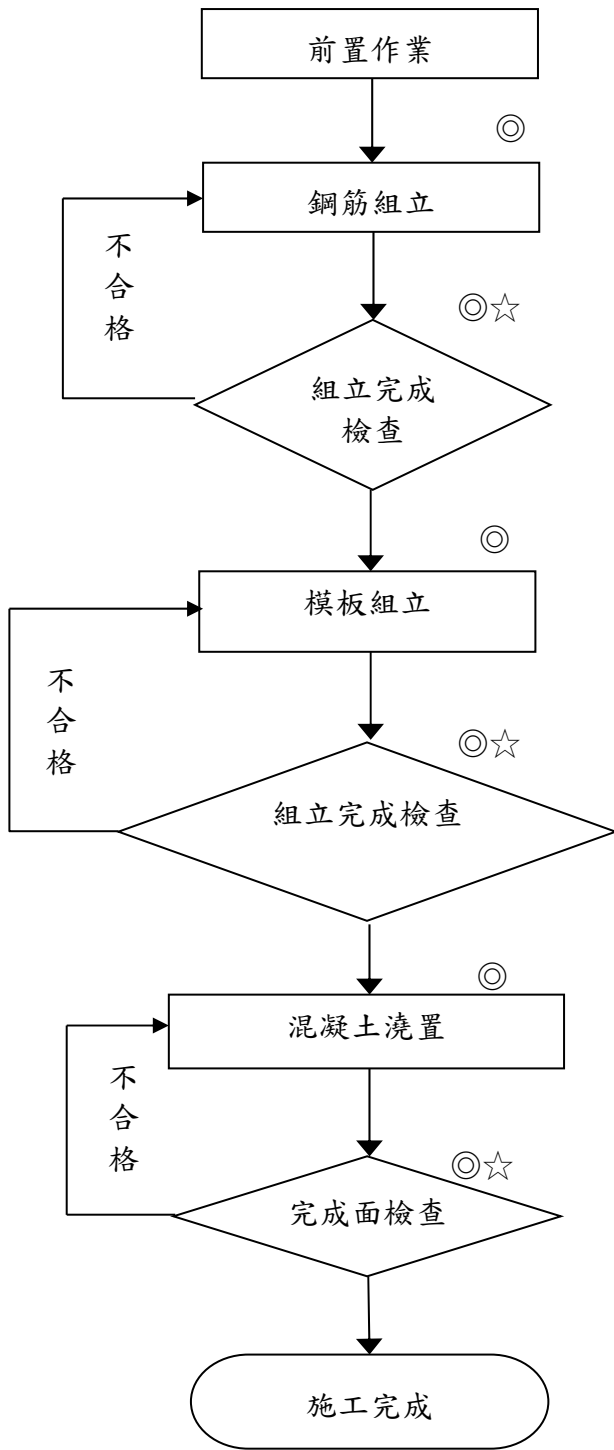 前置作業
◎
鋼筋組立
不
合
格
◎☆
組立完成
檢查
◎
模板組立
不
合
格
◎☆
組立完成檢查
◎
混凝土澆置
不
合
格
◎☆
完成面檢查
施工完成